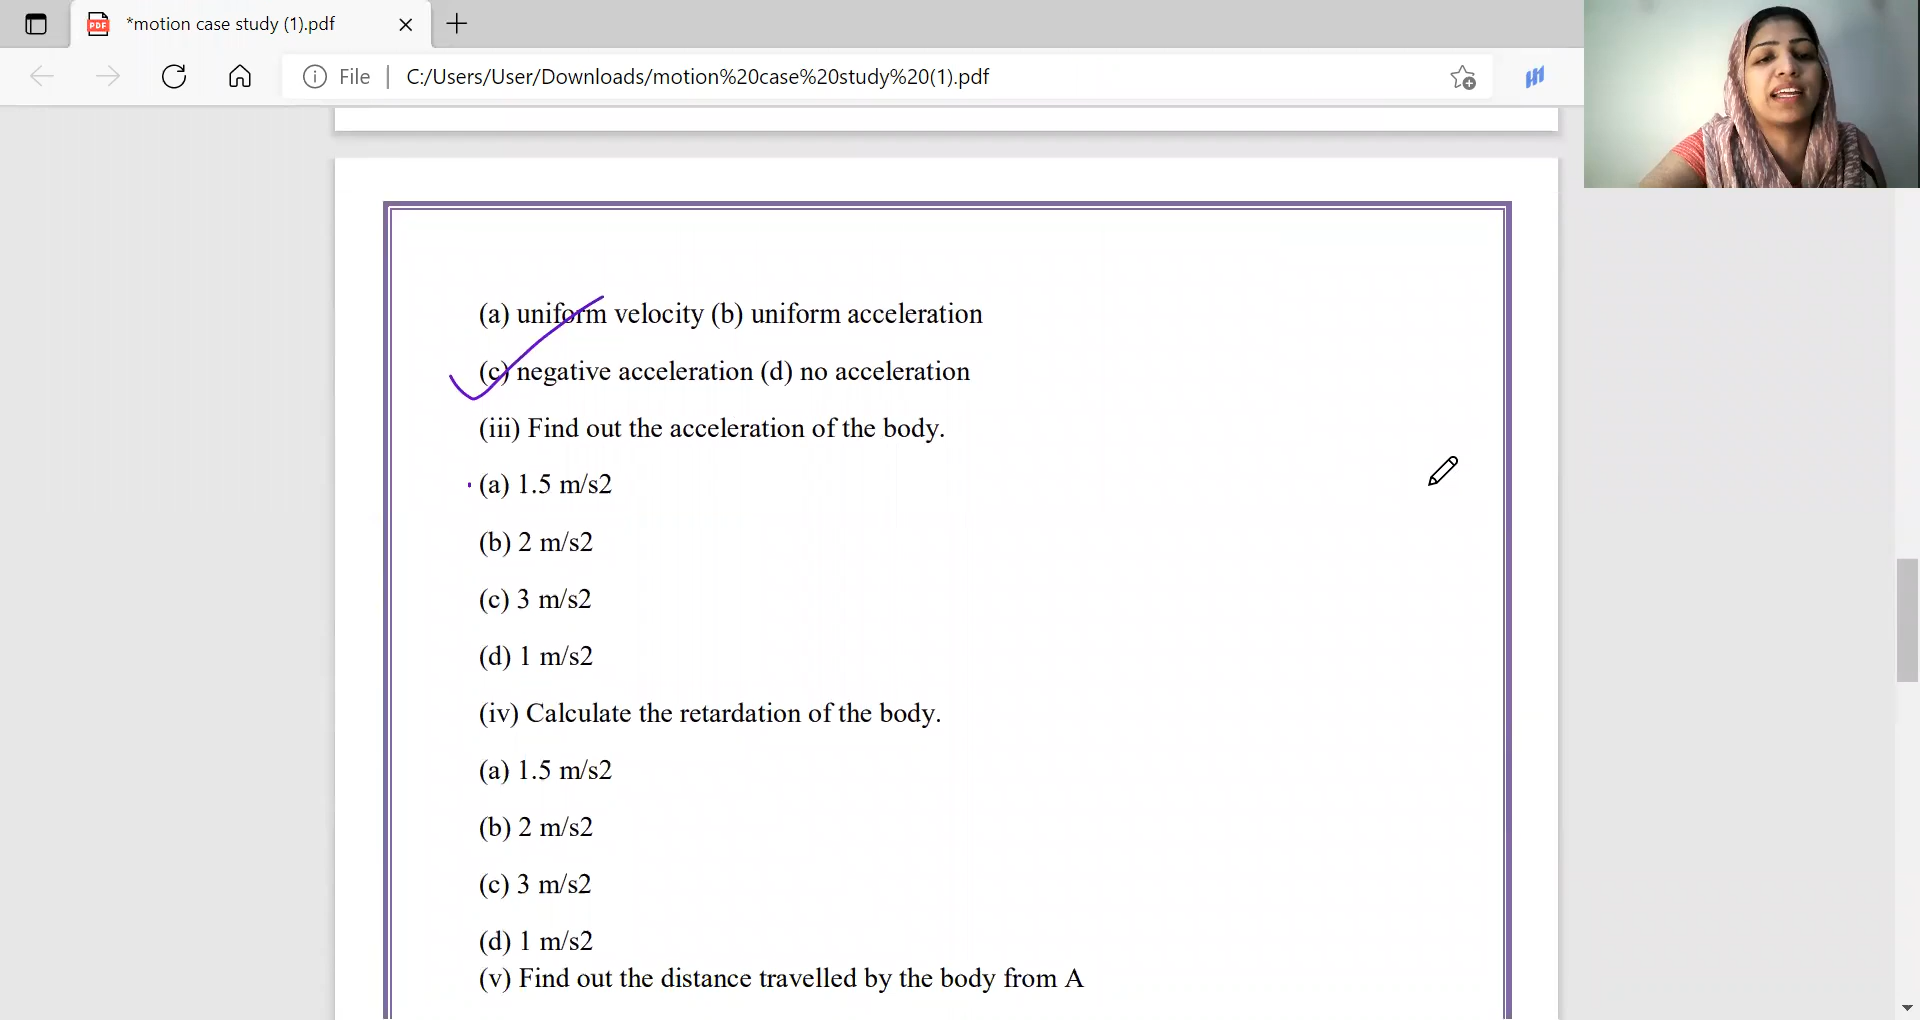 *motion case study (1).pdf
File | C:/Users/User/Downloads/motion%20case%20study%20(1).pdf
(a) uniform velocity (b) uniform acceleration
(c) negative acceleration (d) no acceleration
(iii) Find out the acceleration of the body.
(a) 1.5 m/s2
(b) 2 m/s2
(c) 3 m/s2
(d) 1 m/s2
(iv) Calculate the retardation of the body.
(a) 1.5 m/s2
(b) 2 m/s2
(c) 3 m/s2
(d) 1 m/s2
(v) Find out the distance travelled by the body from A